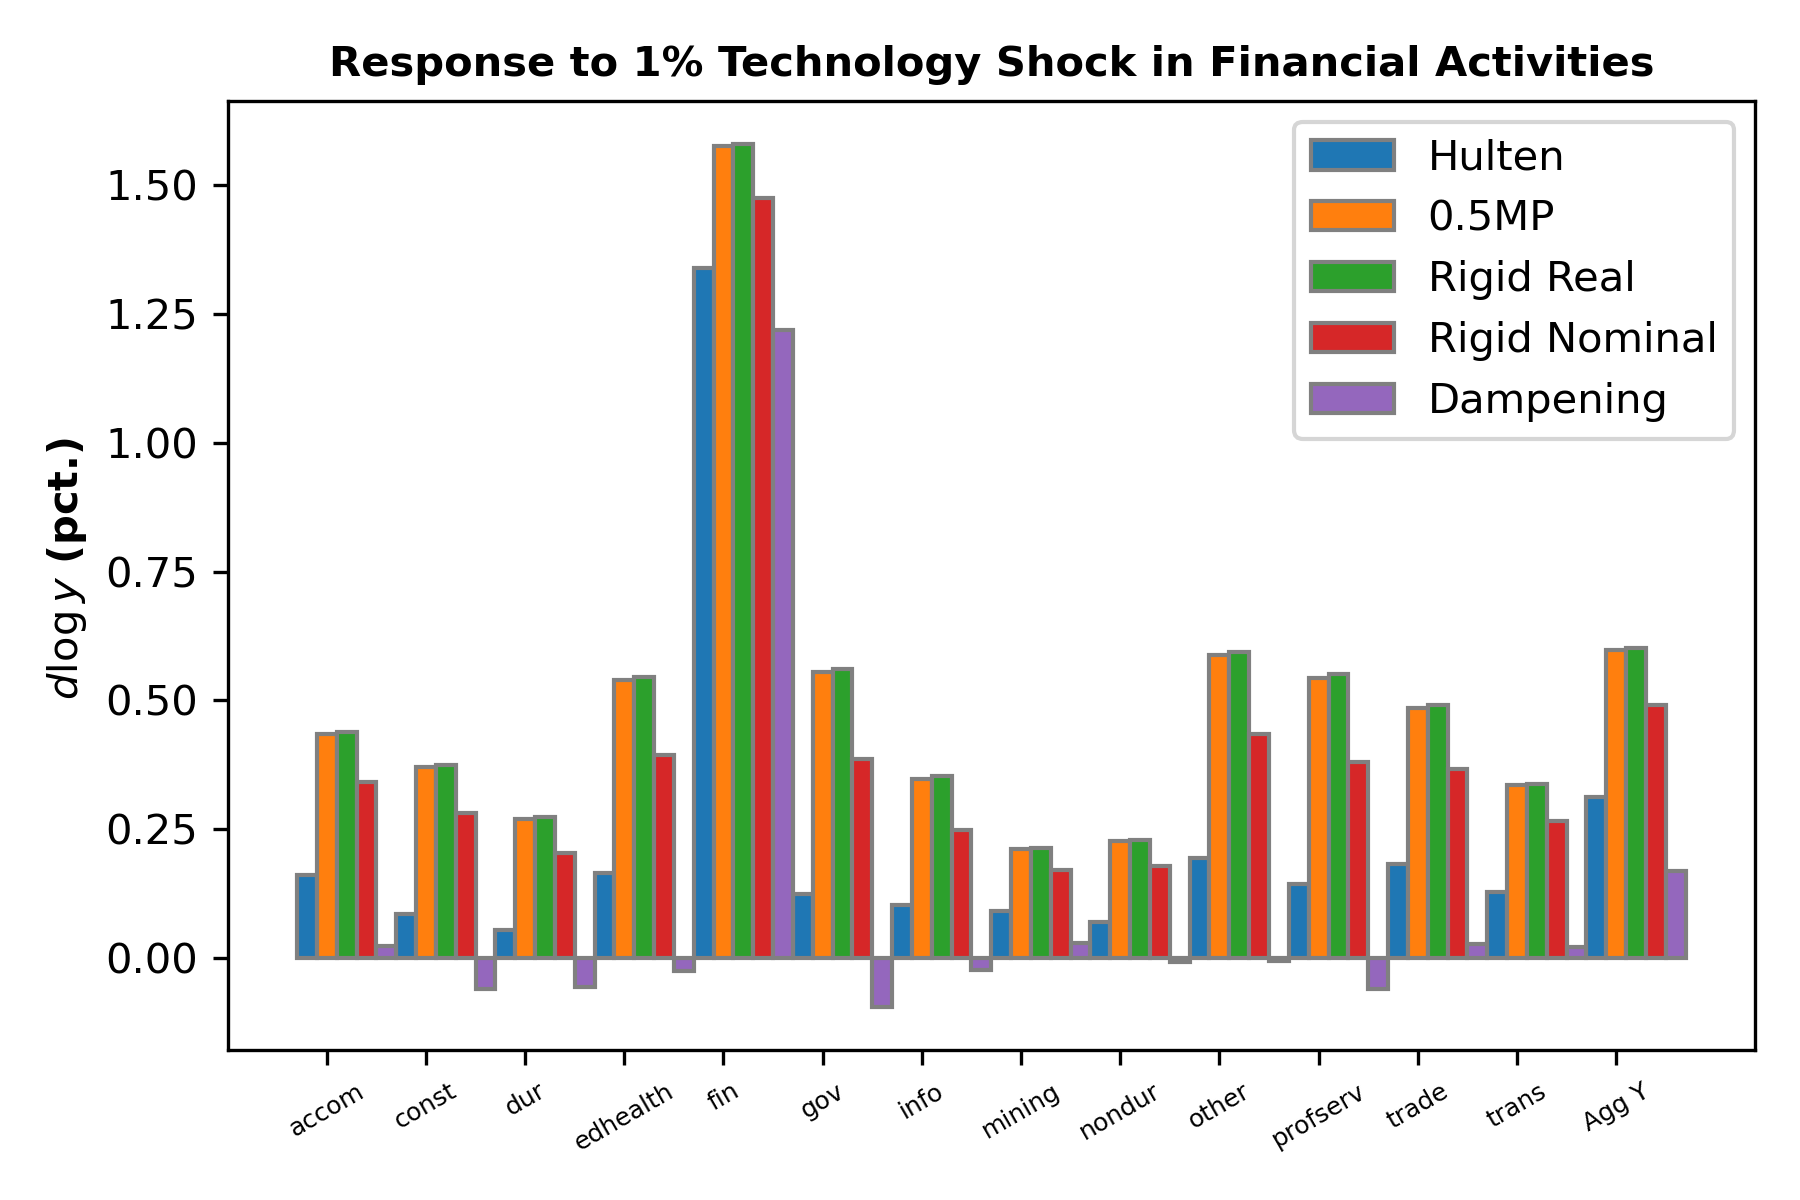 Response to 1% Technology Shock in Financial Activities
Hulten
0.5MP
Rigid Real
Rigid Nominal
Dampening
dlog y (pct.)
1.50
1.25
1.00
0.75
0.50
0.25
0.00
accom
const
dur
edhealth
fin
gov
info
mining
nondur
other
profserv
trade
trans
Agg Y